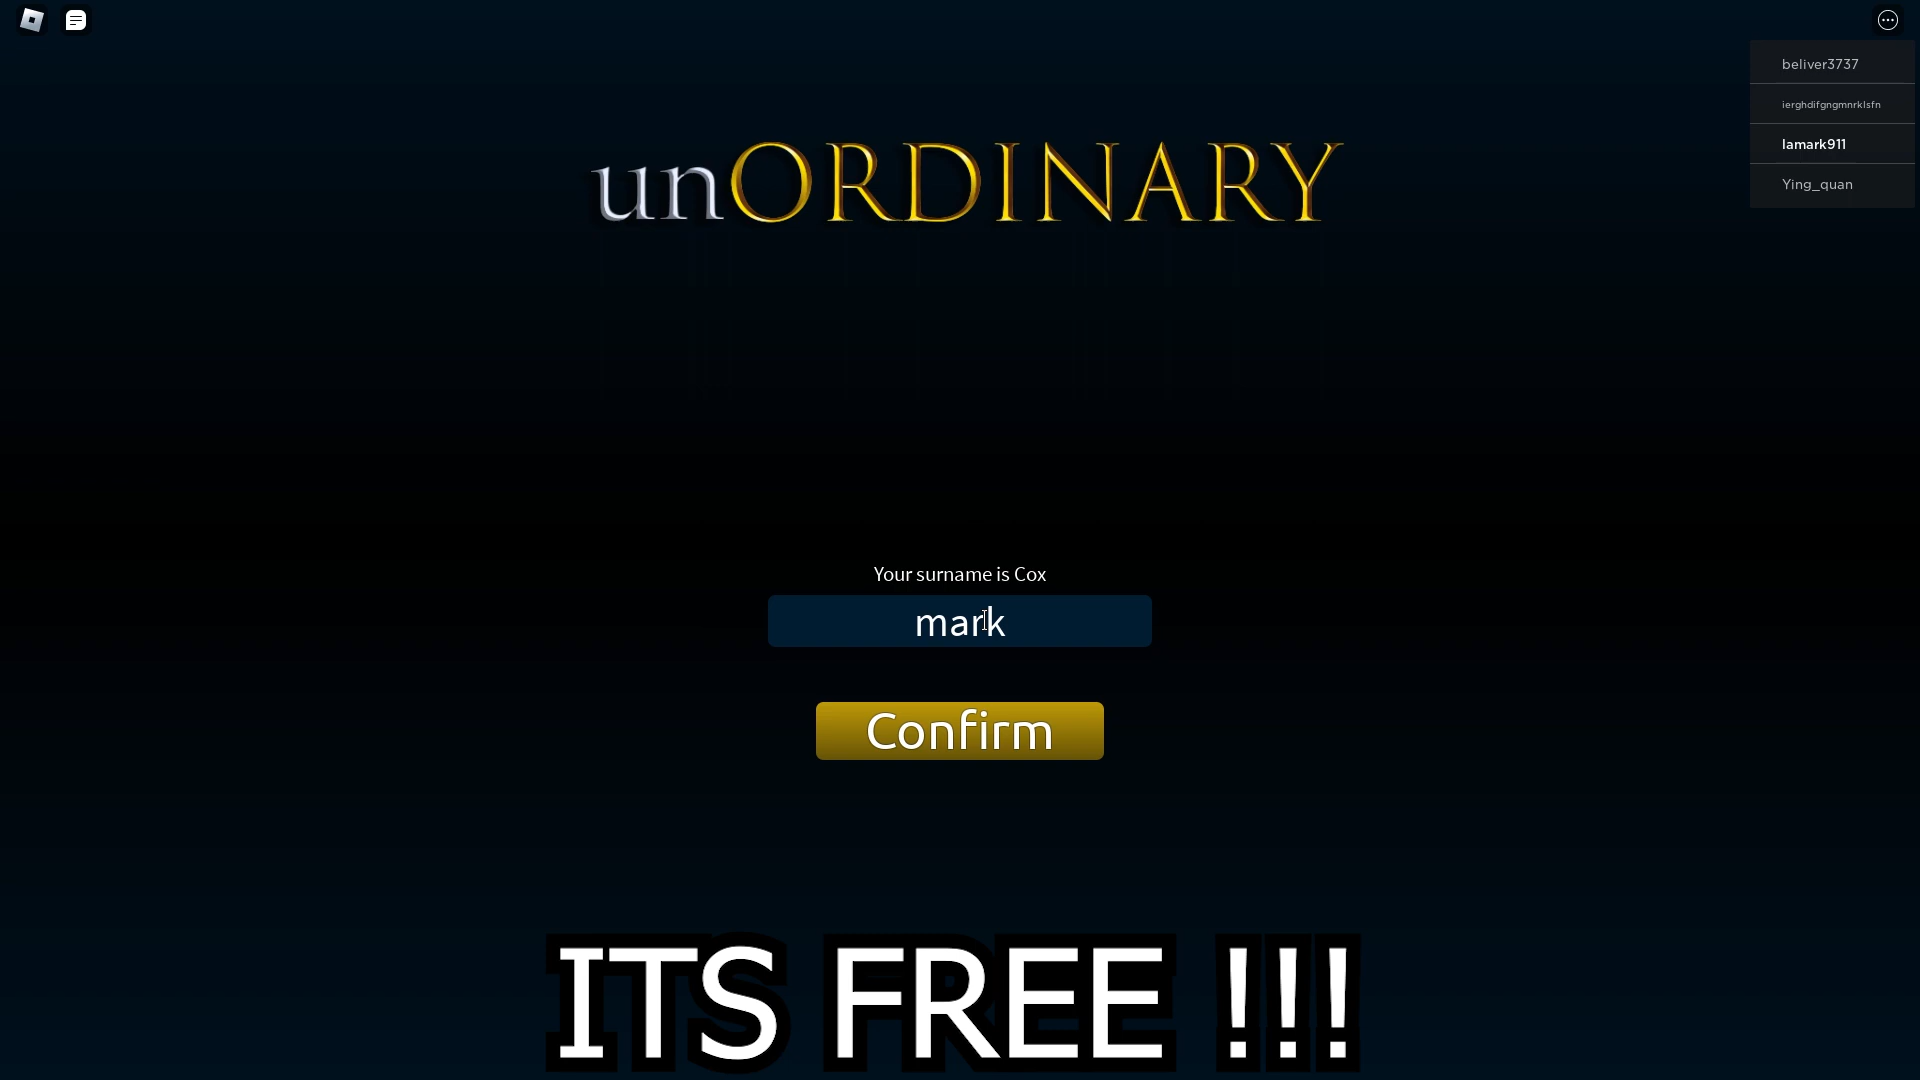 beliver3737
ierghdifgngmnrklsfn
lamark911
Ying_quan
unORDINARY
Your surname is Cox
mark
Confirm
ITS FREE !!!